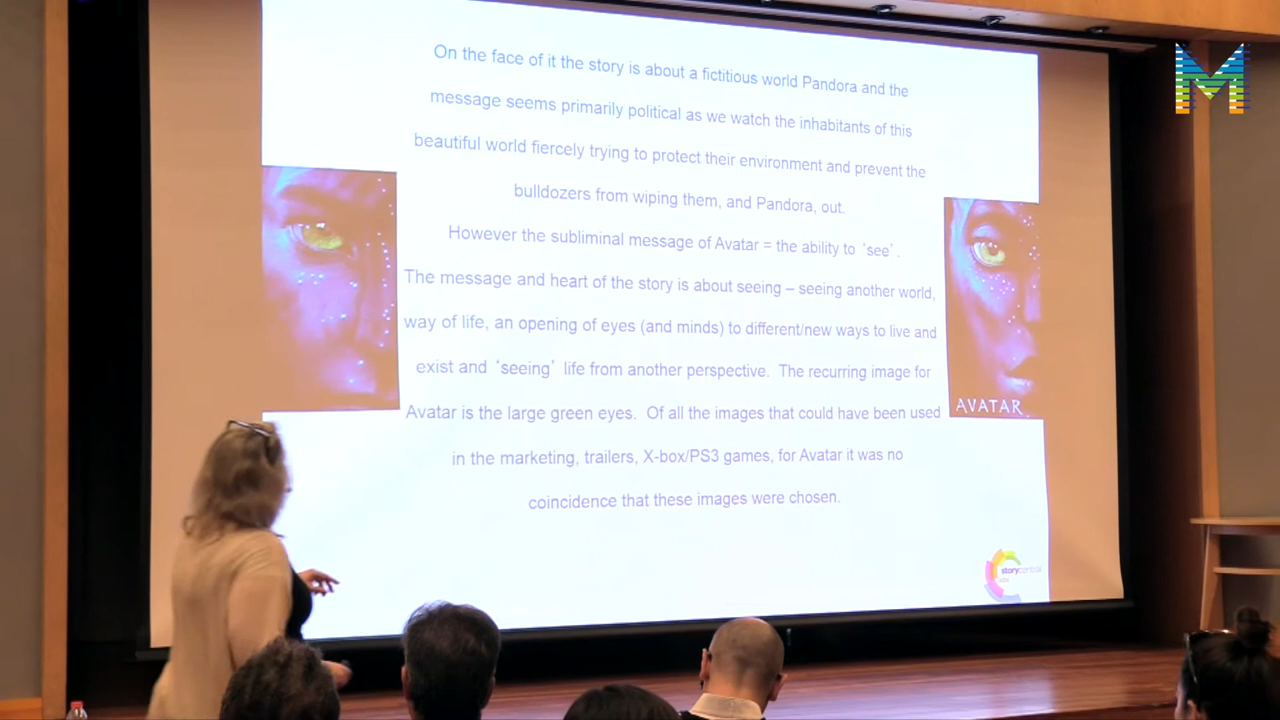 On the face of it the story is about a fictitious world Pandora and the
message seems primarily political as we watch the inhabitants of this
beautiful world fiercely trying to protect their environment and prevent the
bulldozers from wiping them, and Pandora, out.
However the subliminal message of Avatar = the ability to ‘see’.
The message and heart of the story is about seeing – seeing another world,
way of life, an opening of eyes (and minds) to different/new ways to live and
exist and ‘seeing’ life from another perspective. The recurring image for
Avatar is the large green eyes. Of all the images that could have been used
in the marketing, trailers, X-box/PS3 games, for Avatar it was no
coincidence that these images were chosen.
AVATAR
storycentral
M